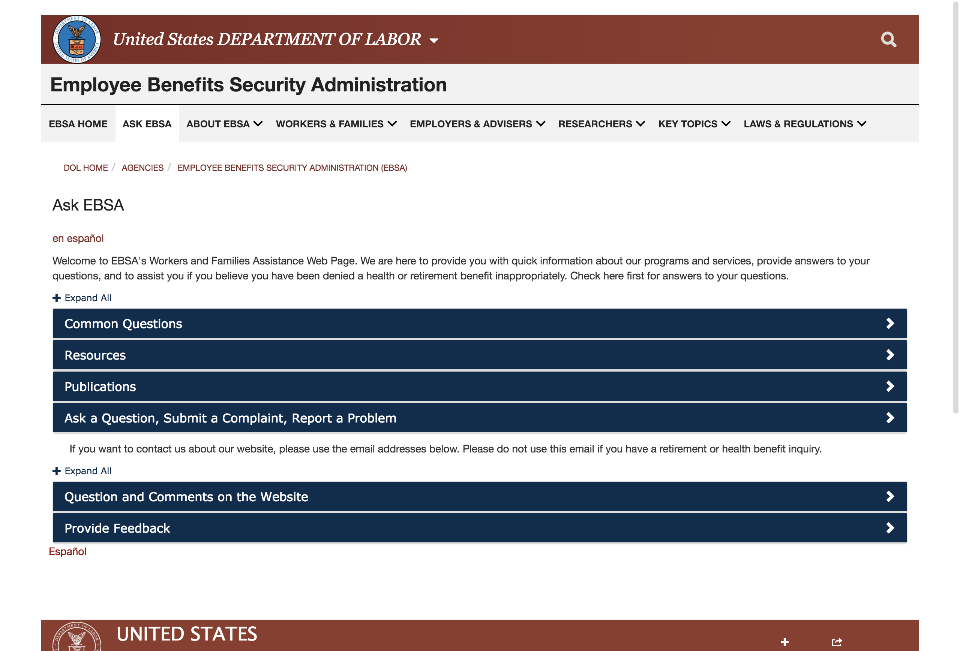 United States DEPARTMENT OF LABOR
Employee Benefits Security Administration
EBSA HOME ASK EBSA ABOUT EBSA WORKERS & FAMILIES EMPLOYERS & ADVISERS RESEARCHERS KEY TOPICS LAWS & REGULATIONS
DOL HOME / AGENCIES / EMPLOYEE BENEFITS SECURITY ADMINISTRATION (EBSA)
Ask EBSA
en español
Welcome to EBSA's Workers and Families Assistance Web Page. We are here to provide you with quick information about our programs and services, provide answers to your
questions, and to assist you if you believe you have been denied a health or retirement benefit inappropriately. Check here first for answers to your questions.
Expand All
Common Questions
Resources
Publications
Ask a Question, Submit a Complaint, Report a Problem
If you want to contact us about our website, please use the email addresses below. Please do not use this email if you have a retirement or health benefit inquiry.
Expand All
Question and Comments on the Website
Provide Feedback
Español
UNITED STATES